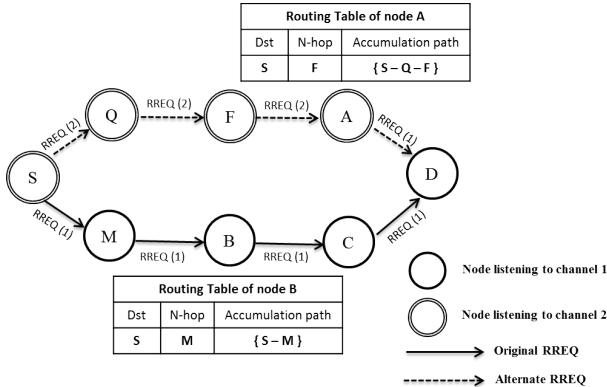 Routing Table of node A
Dst N-hop Accumulation path
S F { S – Q – F }
RREQ (2)
Q
RREQ (2)
F
RREQ (2)
A
RREQ (1)
S
D
RREQ (1)
M
RREQ (1)
B
RREQ (1)
C
RREQ (1)
Routing Table of node B
Dst N-hop Accumulation path
S M { S – M }
Node listening to channel 1
Node listening to channel 2
Original RREQ
Alternate RREQ